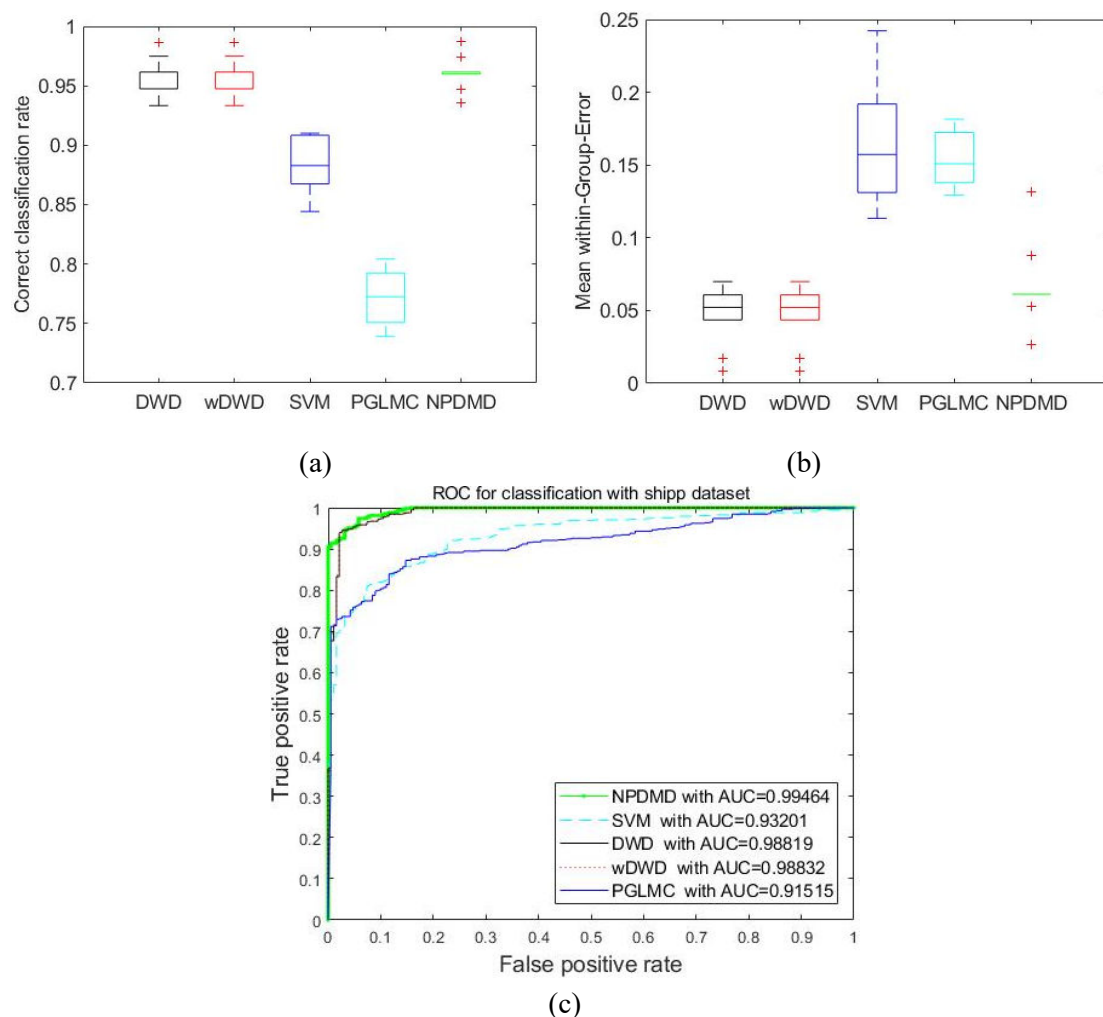 Correct classification rate
1
0.95
0.9
0.85
0.8
0.75
0.7
DWD wDWD SVM PGLMC NPDMD
(a)
Mean within-Group-Error
0.25
0.2
0.15
0.1
0.05
0
DWD wDWD SVM PGLMC NPDMD
(b)
ROC for classification with shipp dataset
True positive rate
1
0.9
0.8
0.7
0.6
0.5
0.4
0.3
0.2
0.1
0
NPDMD with AUC=0.99464
SVM with AUC=0.93201
DWD with AUC=0.98819
wDWD with AUC=0.98832
PGLMC with AUC=0.91515
0 0.1 0.2 0.3 0.4 0.5 0.6 0.7 0.8 0.9 1
False positive rate
(c)